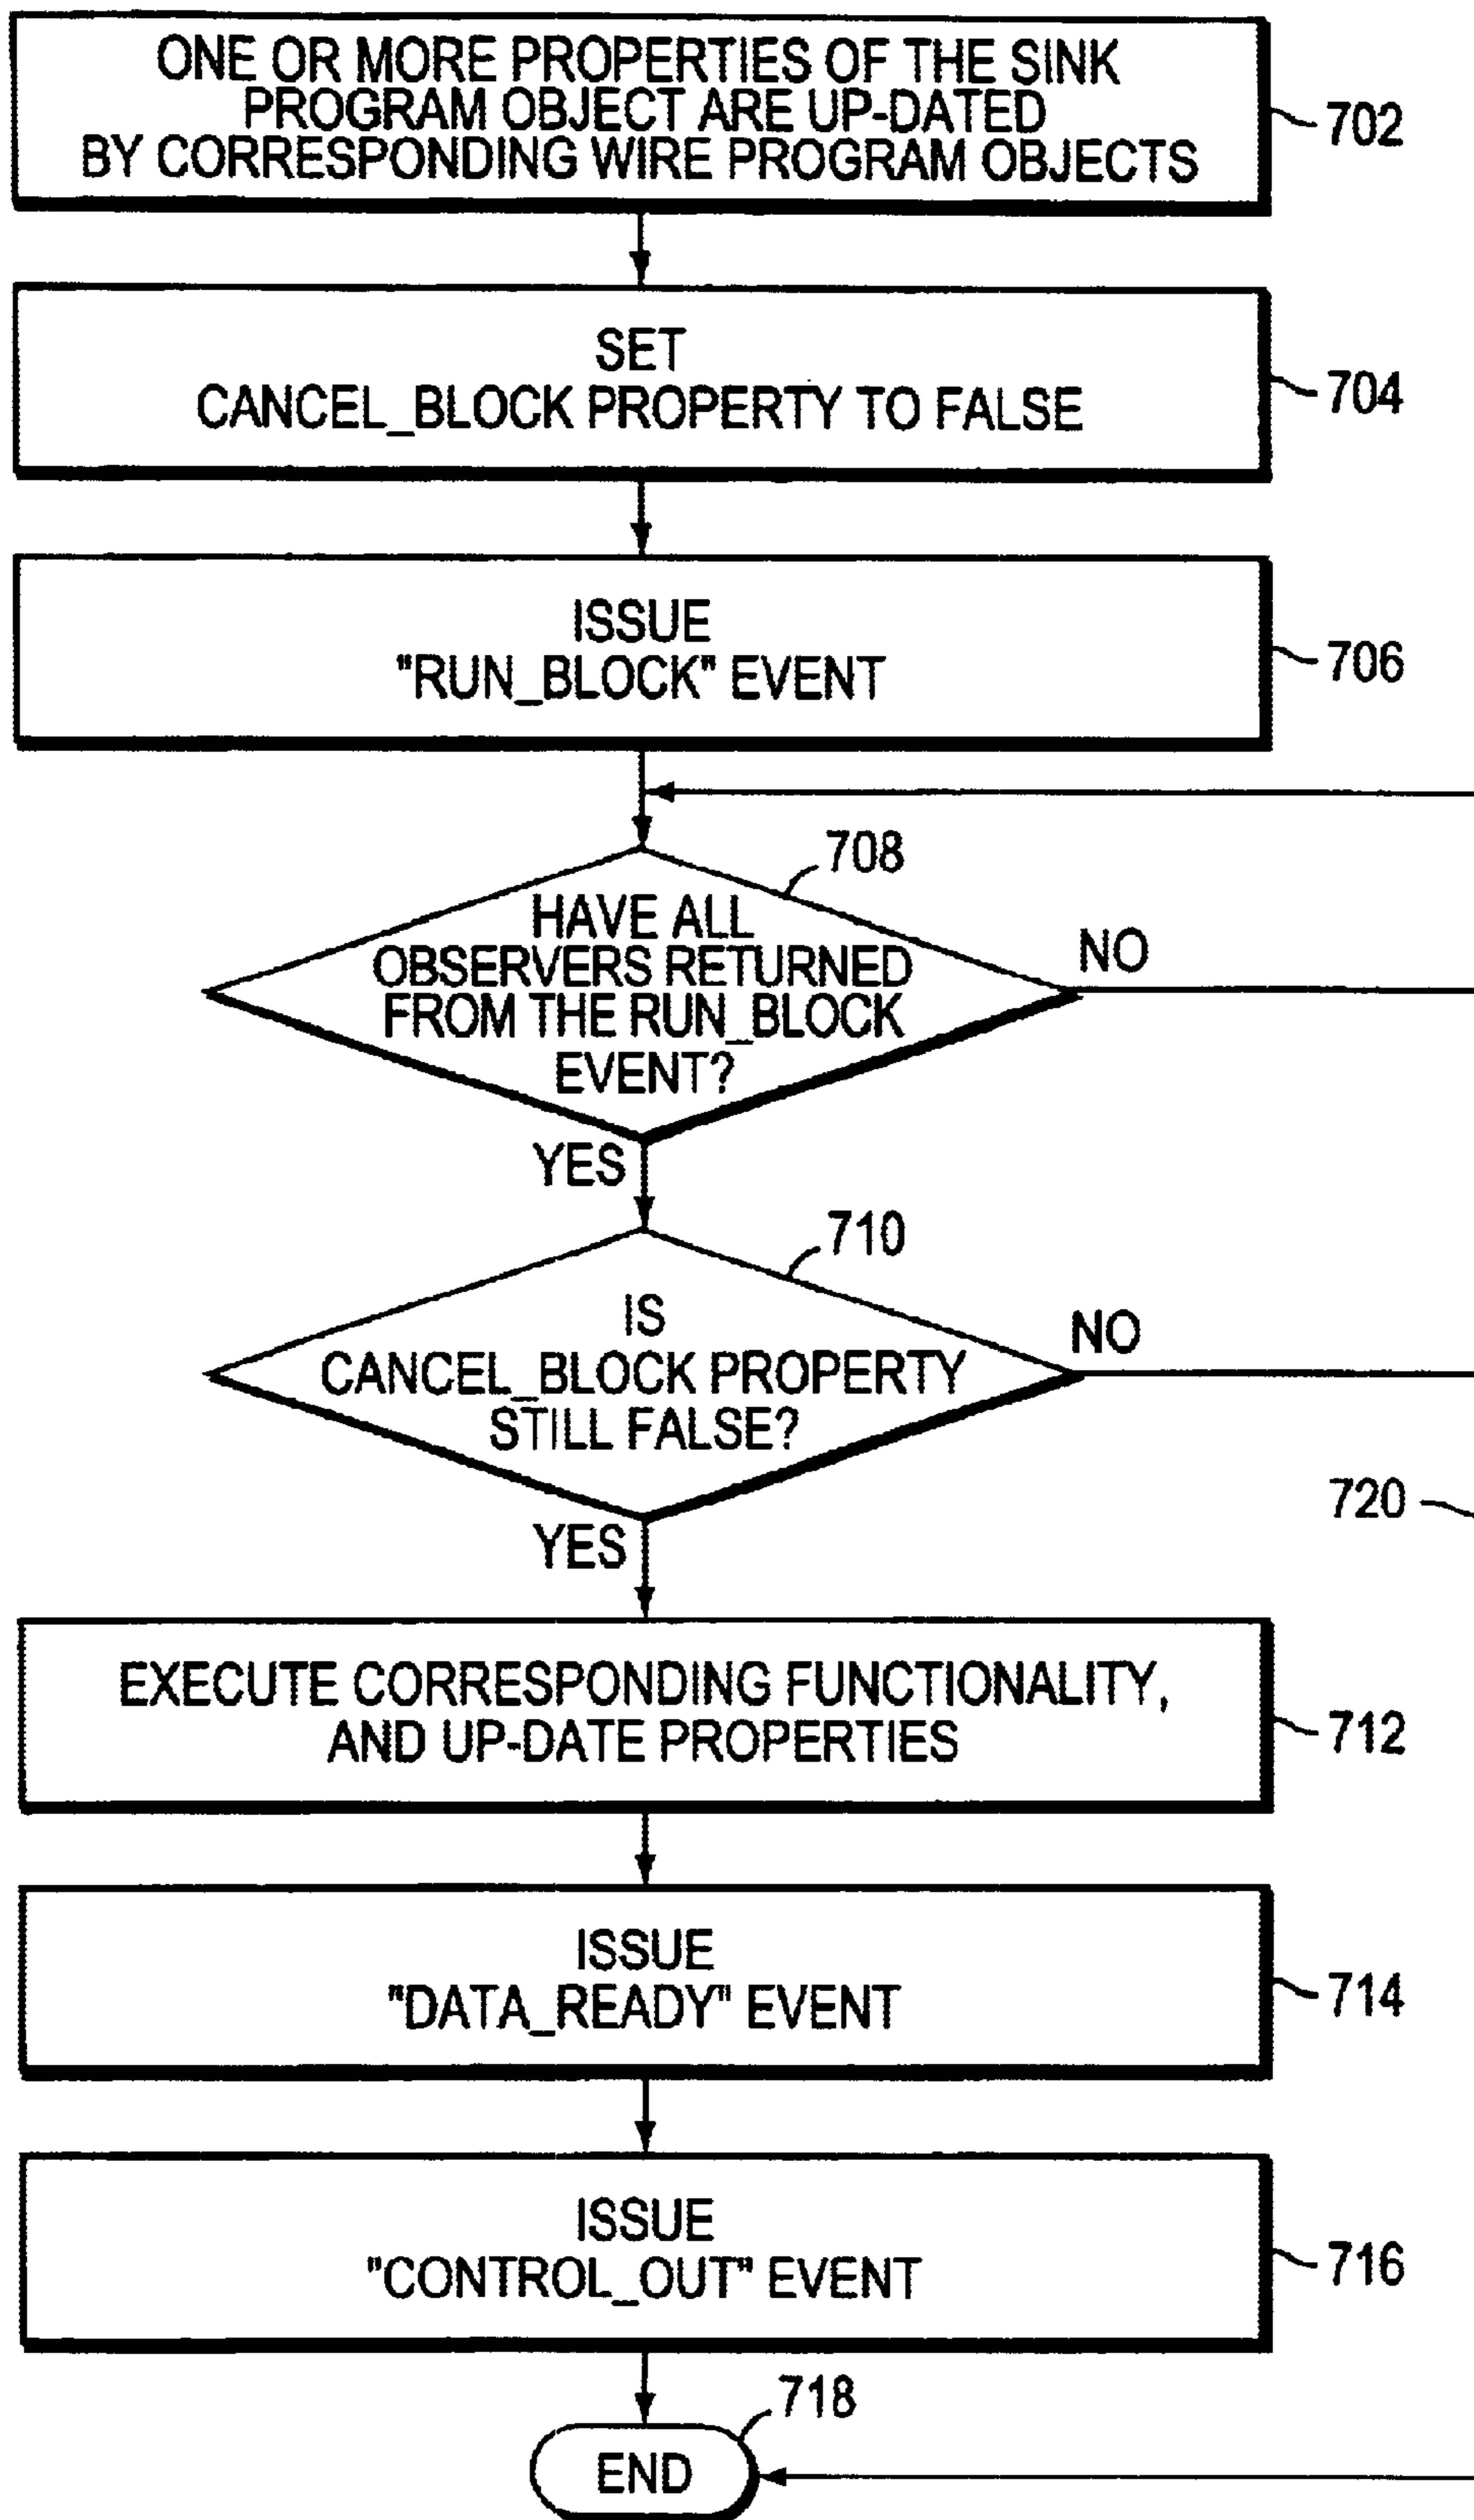 ONE OR MORE PROPERTIES OF THE SINK
PROGRAM OBJECT ARE UP-DATED
BY CORRESPONDING WIRE PROGRAM OBJECTS
702
SET
CANCEL_BLOCK PROPERTY TO FALSE
704
ISSUE
"RUN_BLOCK" EVENT
706
708
HAVE ALL
OBSERVERS RETURNED
FROM THE RUN_BLOCK
EVENT?
NO
YES
710
IS
CANCEL_BLOCK PROPERTY
STILL FALSE?
NO
720
YES
EXECUTE CORRESPONDING FUNCTIONALITY,
AND UP-DATE PROPERTIES
712
ISSUE
"DATA_READY" EVENT
714
ISSUE
"CONTROL_OUT" EVENT
716
718
END